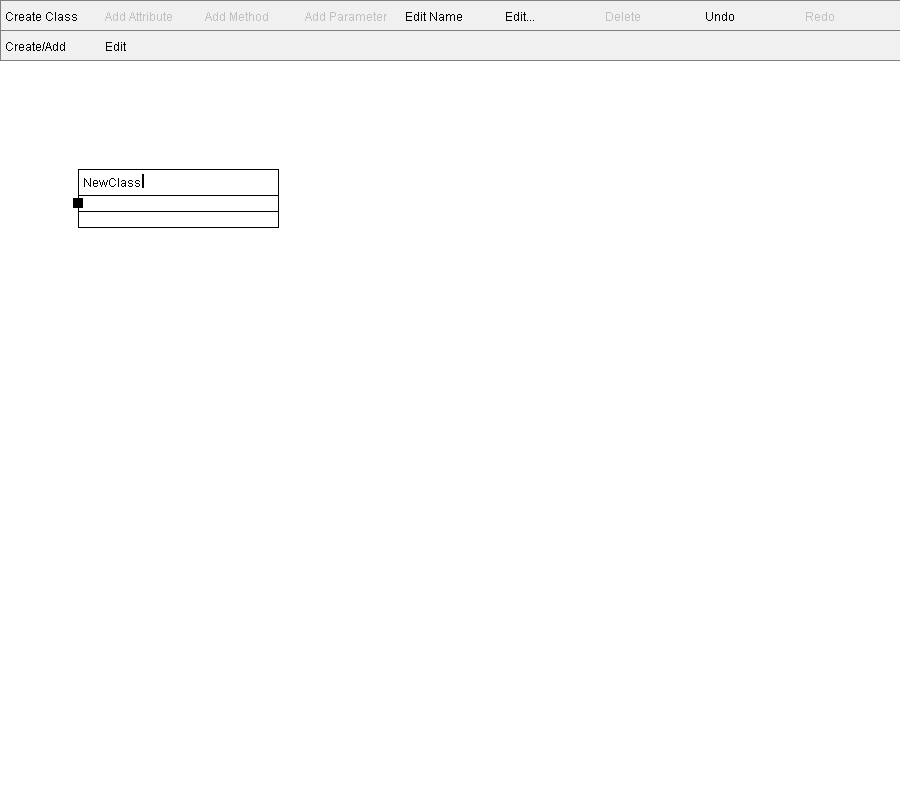 Create Class Add Attribute Add Method Add Parameter Edit Name Edit... Delete Undo Redo
Create/Add Edit
NewClass